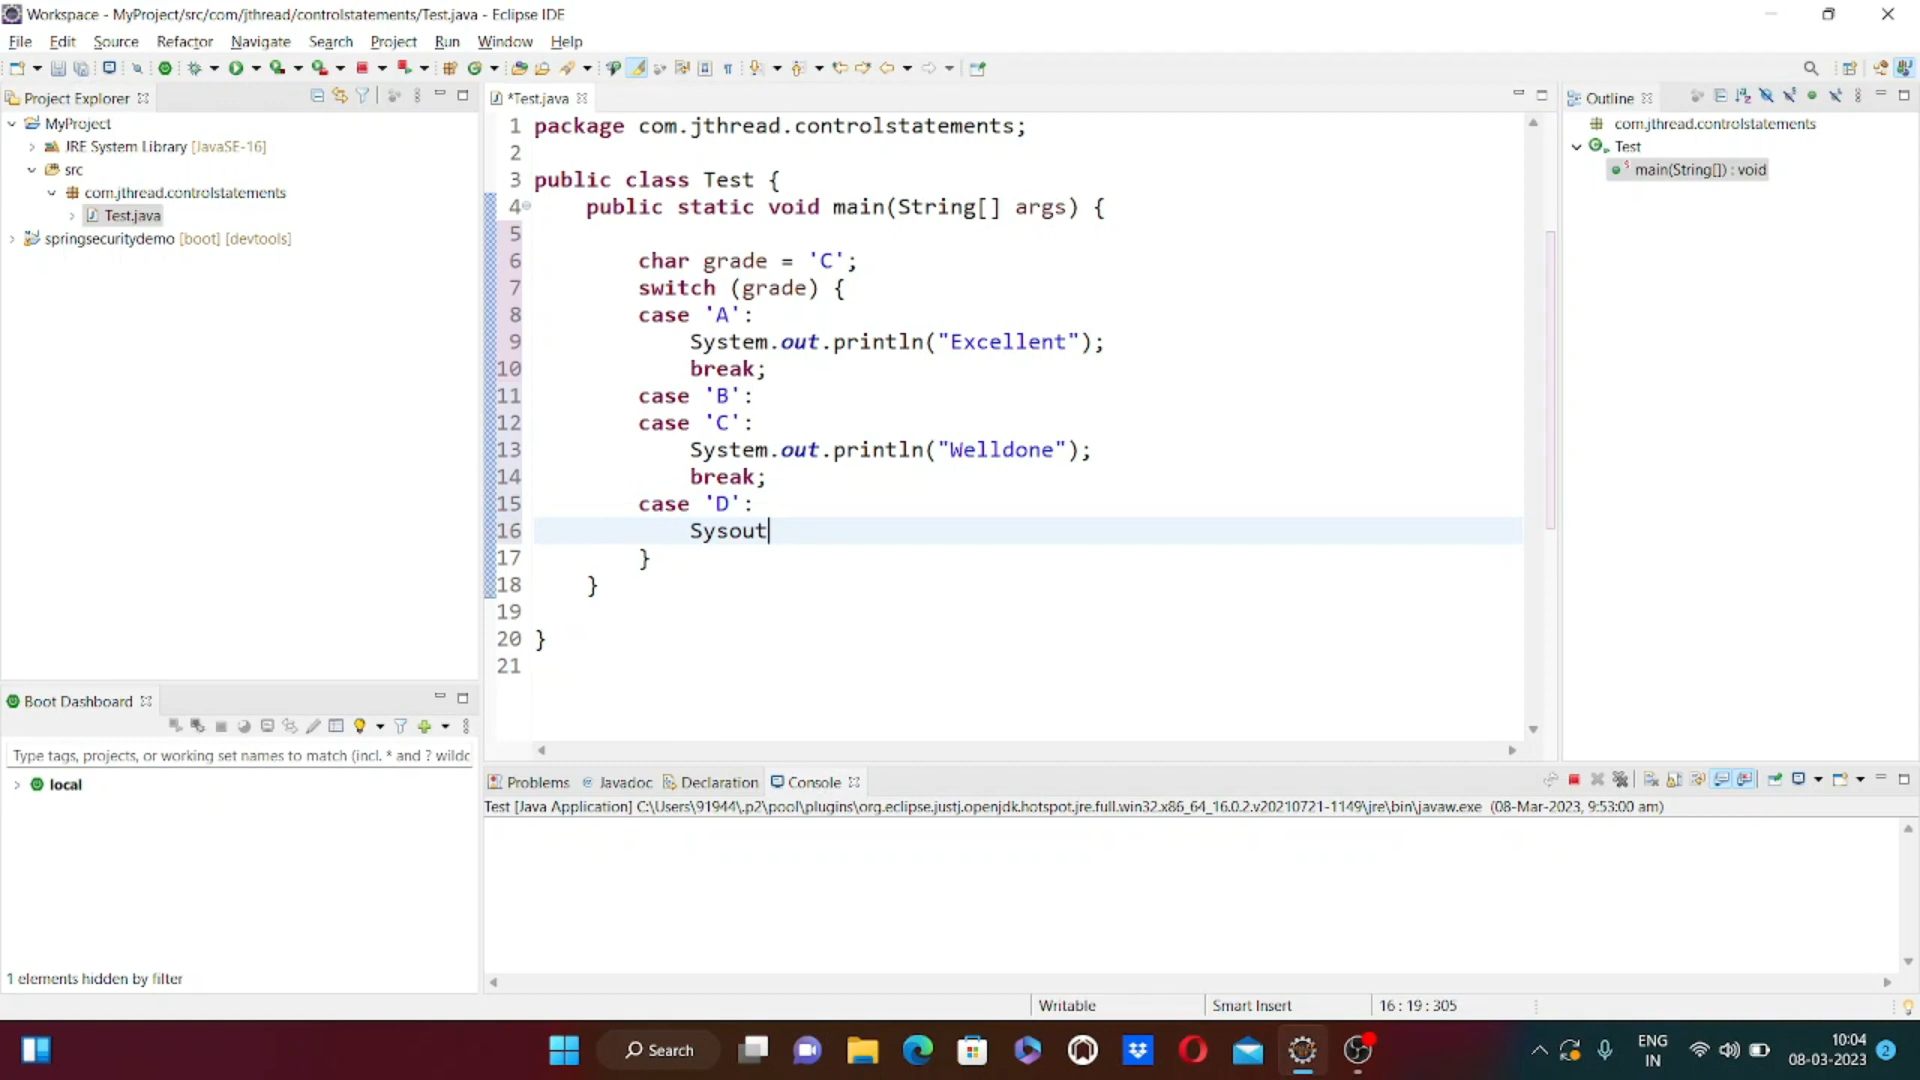 Workspace - MyProject/src/com/jthread/controlstatements/Test.java - Eclipse IDE
File Edit Source Refactor Navigate Search Project Run Window Help
Project Explorer
MyProject
JRE System Library [JavaSE-16]
src
com.jthread.controlstatements
Test.java
springsecuritydemo [boot] [devtools]
*Test.java
1 package com.jthread.controlstatements;
2
3 public class Test {
4 public static void main(String[] args) {
5
6 char grade = 'C';
7 switch (grade) {
8 case 'A':
9 System.out.println("Excellent");
10 break;
11 case 'B':
12 case 'C':
13 System.out.println("Welldone");
14 break;
15 case 'D':
16 Sysout
17 }
18 }
19
20 }
21
Outline
com.jthread.controlstatements
Test
main(String[]) : void
Boot Dashboard
Type tags, projects, or working set names to match (incl. * and ? wildc
local
1 elements hidden by filter
Problems Javadoc Declaration Console
Test [Java Application] C:\Users\91944\.p2\pool\plugins\org.eclipse.justj.openjdk.hotspot.jre.full.win32.x86_64_16.0.2.v20210721-1149\jre\bin\javaw.exe (08-Mar-2023, 9:53:00 am)
Writable Smart Insert 16 : 19 : 305
Search
ENG
IN
10:04
08-03-2023
2